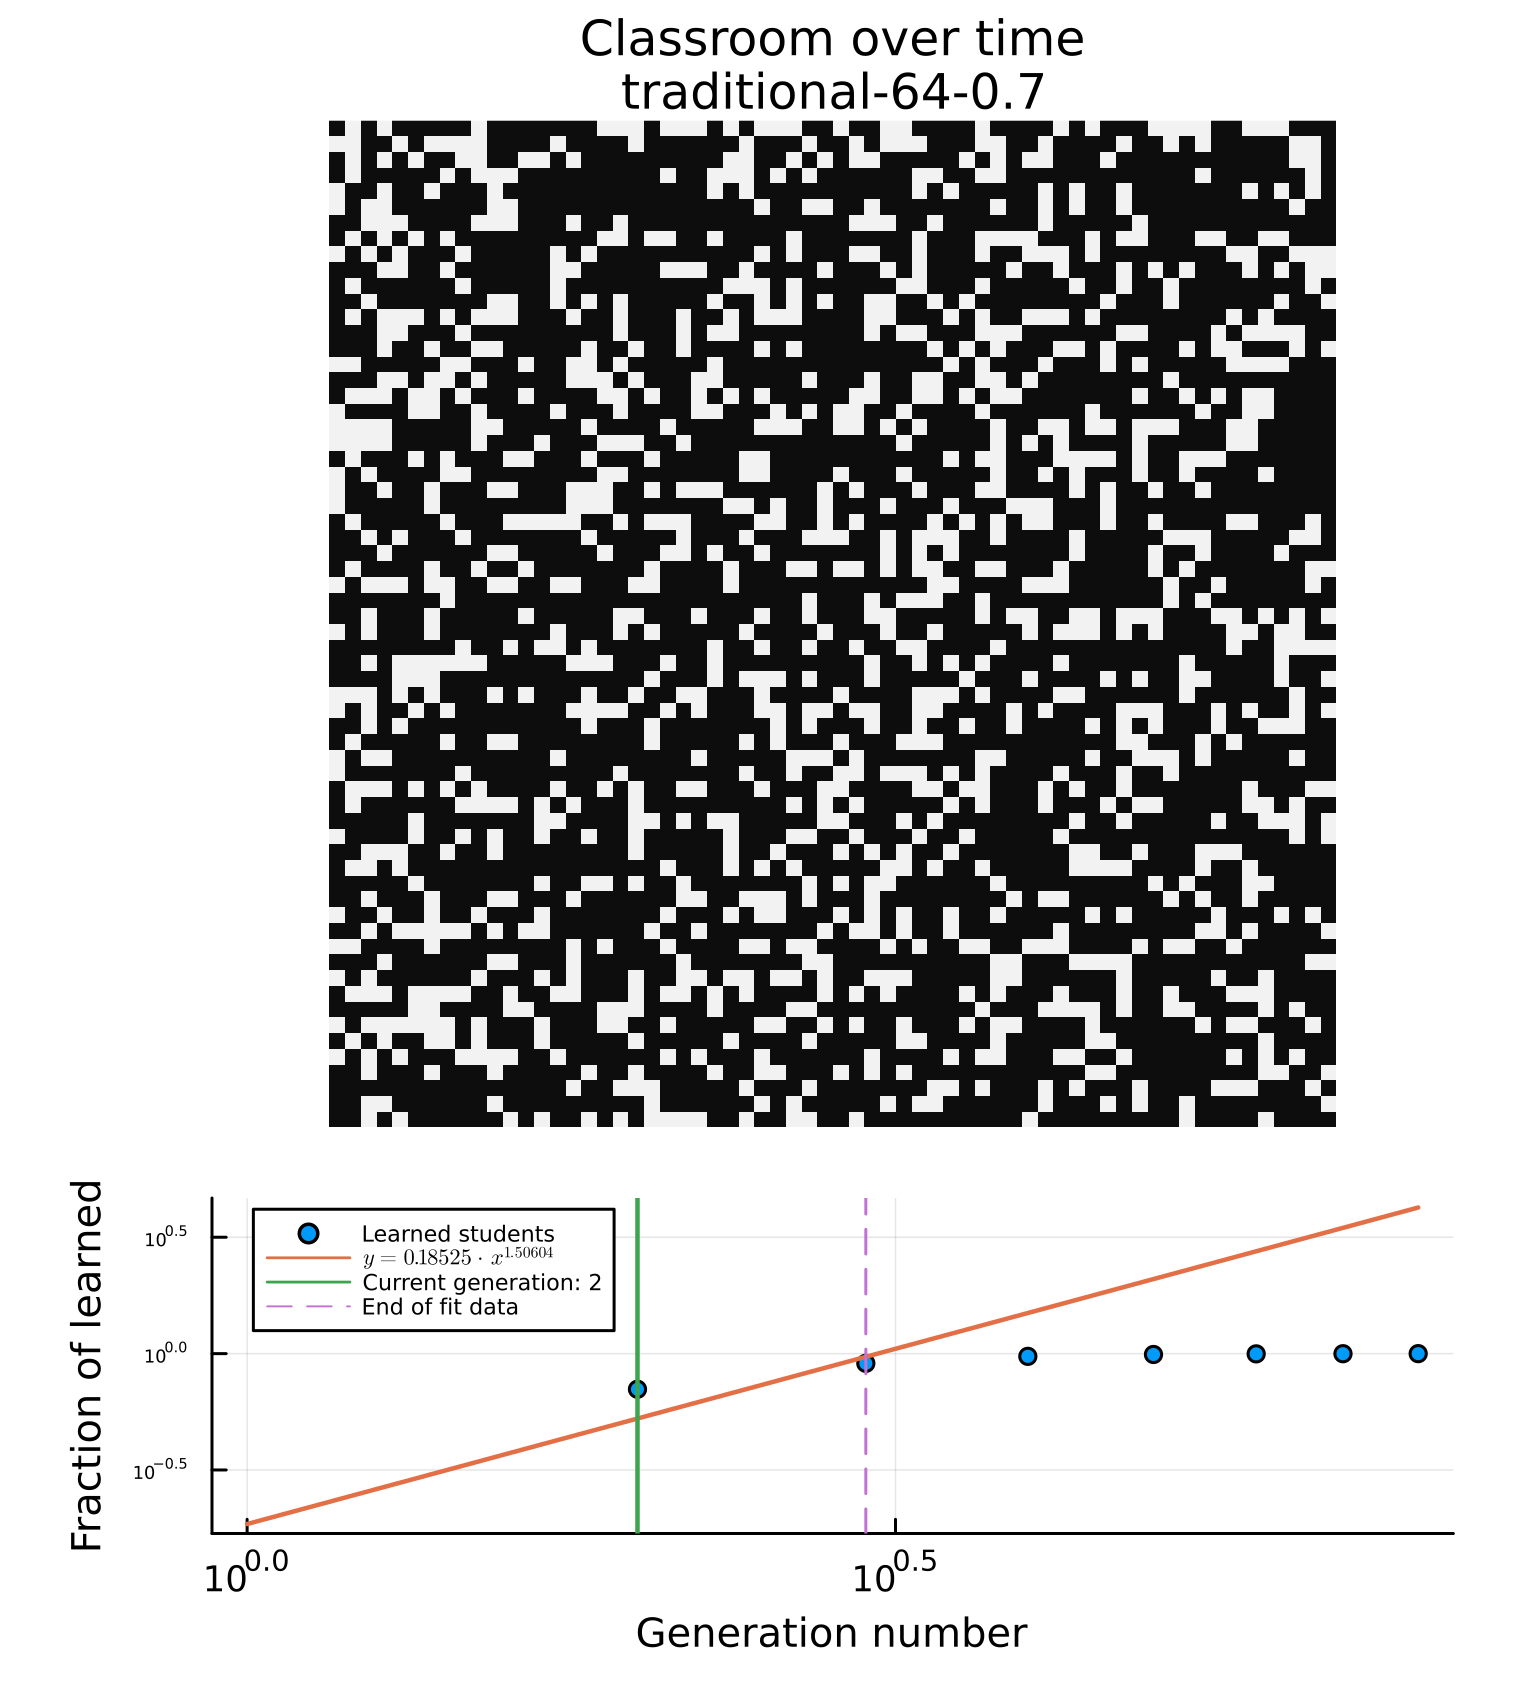 Classroom over time
traditional-64-0.7
Fraction of learned
10^0.5
10^0.0
10^−0.5
Learned students
y = 0.18525 · x^1.50604
Current generation: 2
End of fit data
10^0.0
10^0.5
Generation number